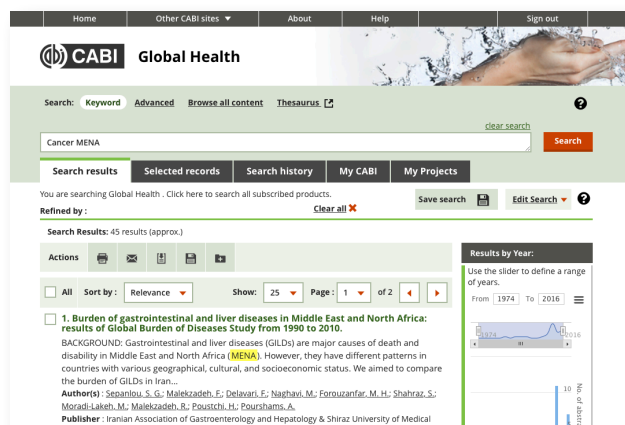 Home Other CABI sites ▼ About Help Sign out
cabi CABI Global Health
Search: Keyword Advanced Browse all content Thesaurus ?
clear search
Cancer MENA Search
Search results Selected records Search history My CABI My Projects
You are searching Global Health . Click here to search all subscribed products.
Save search Edit Search ▼ ?
Refined by : Clear all ✖
Search Results: 45 results (approx.)
Actions
All Sort by : Relevance ▼ Show: 25 ▼ Page : 1 ▼ of 2
1. Burden of gastrointestinal and liver diseases in Middle East and North Africa:
results of Global Burden of Diseases Study from 1990 to 2010.
BACKGROUND: Gastrointestinal and liver diseases (GILDs) are major causes of death and
disability in Middle East and North Africa (MENA). However, they have different patterns in
countries with various geographical, cultural, and socioeconomic status. We aimed to compare
the burden of GILDs in Iran...
Author(s) : Sepanlou, S. G.; Malekzadeh, F.; Delavari, F.; Naghavi, M.; Forouzanfar, M. H.; Shahraz, S.;
Moradi-Lakeh, M.; Malekzadeh, R.; Poustchi, H.; Pourshams, A.
Publisher : Iranian Association of Gastroenterology and Hepatology & Shiraz University of Medical
Results by Year:
Use the slider to define a range
of years.
From 1974 To 2016
1974 2016
10
No. of abstra
8